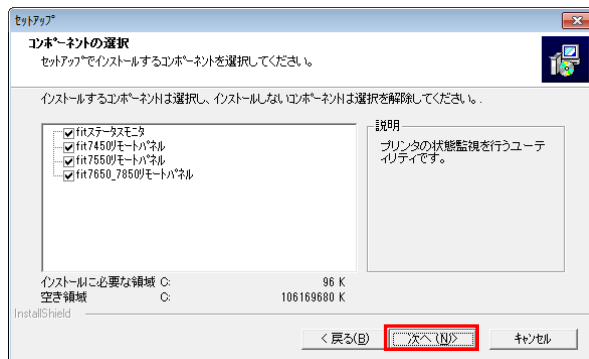 セットアップ
コンポーネントの選択
セットアップでインストールするコンポーネントを選択してください。
インストールするコンポーネントは選択し、インストールしないコンポーネントは選択を解除してください。.
fitステータスモニタ
fit7450リモートパネル
fit7550リモートパネル
fit7650_7850リモートパネル
説明
プリンタの状態監視を行うユーテ
ィリティです。
インストールに必要な領域 C: 96 K
空き領域 C: 106169680 K
InstallShield
< 戻る(B) 次へ(N)> キャンセル